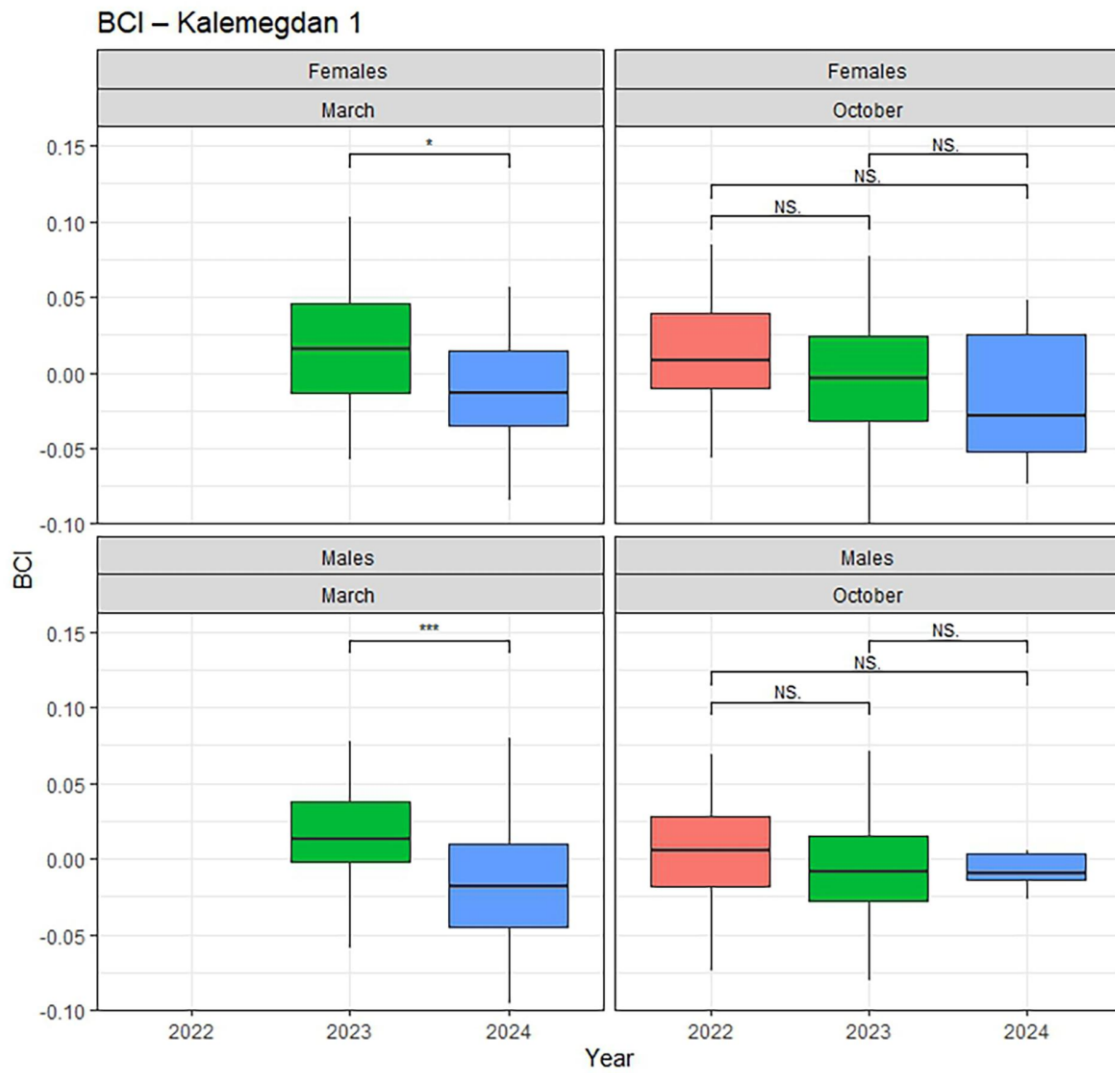 BCI – Kalemegdan 1
Females
Females
March
October
0.15
0.10
0.05
0.00
-0.05
-0.10
*
NS.
NS.
NS.
BCI
Males
Males
March
October
0.15
0.10
0.05
0.00
-0.05
-0.10
***
NS.
NS.
NS.
2022 2023 2024
2022 2023 2024
Year